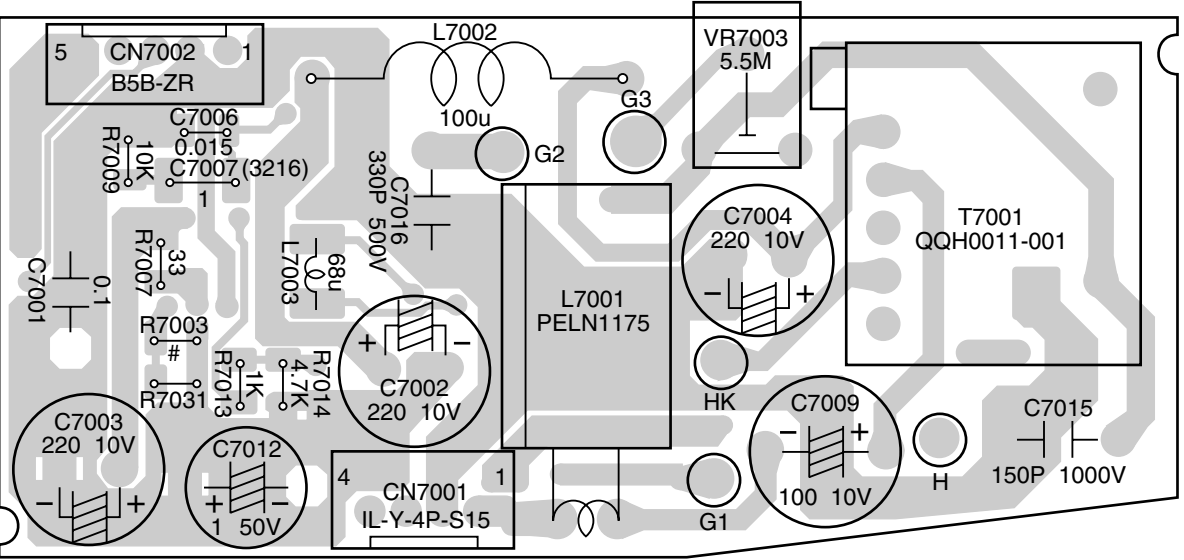 5 CN7002 1
B5B-ZR
L7002
100u
VR7003
5.5M
G3
G2
C7006
0.015
C7007 (3216)
1
R7009
10K
C7016
330P 500V
C7004
220 10V
− +
T7001
QQH0011-001
C7001
0.1
R7007
33
L7003
68u
L7001
PELN1175
R7003
#
R7031
R7013
1K
R7014
4.7K
+ −
C7002
220 10V
HK
C7003
220 10V
− +
C7012
+
1 50V
4 1
CN7001
IL-Y-4P-S15
G1
C7009
− +
100 10V
H
C7015
150P 1000V